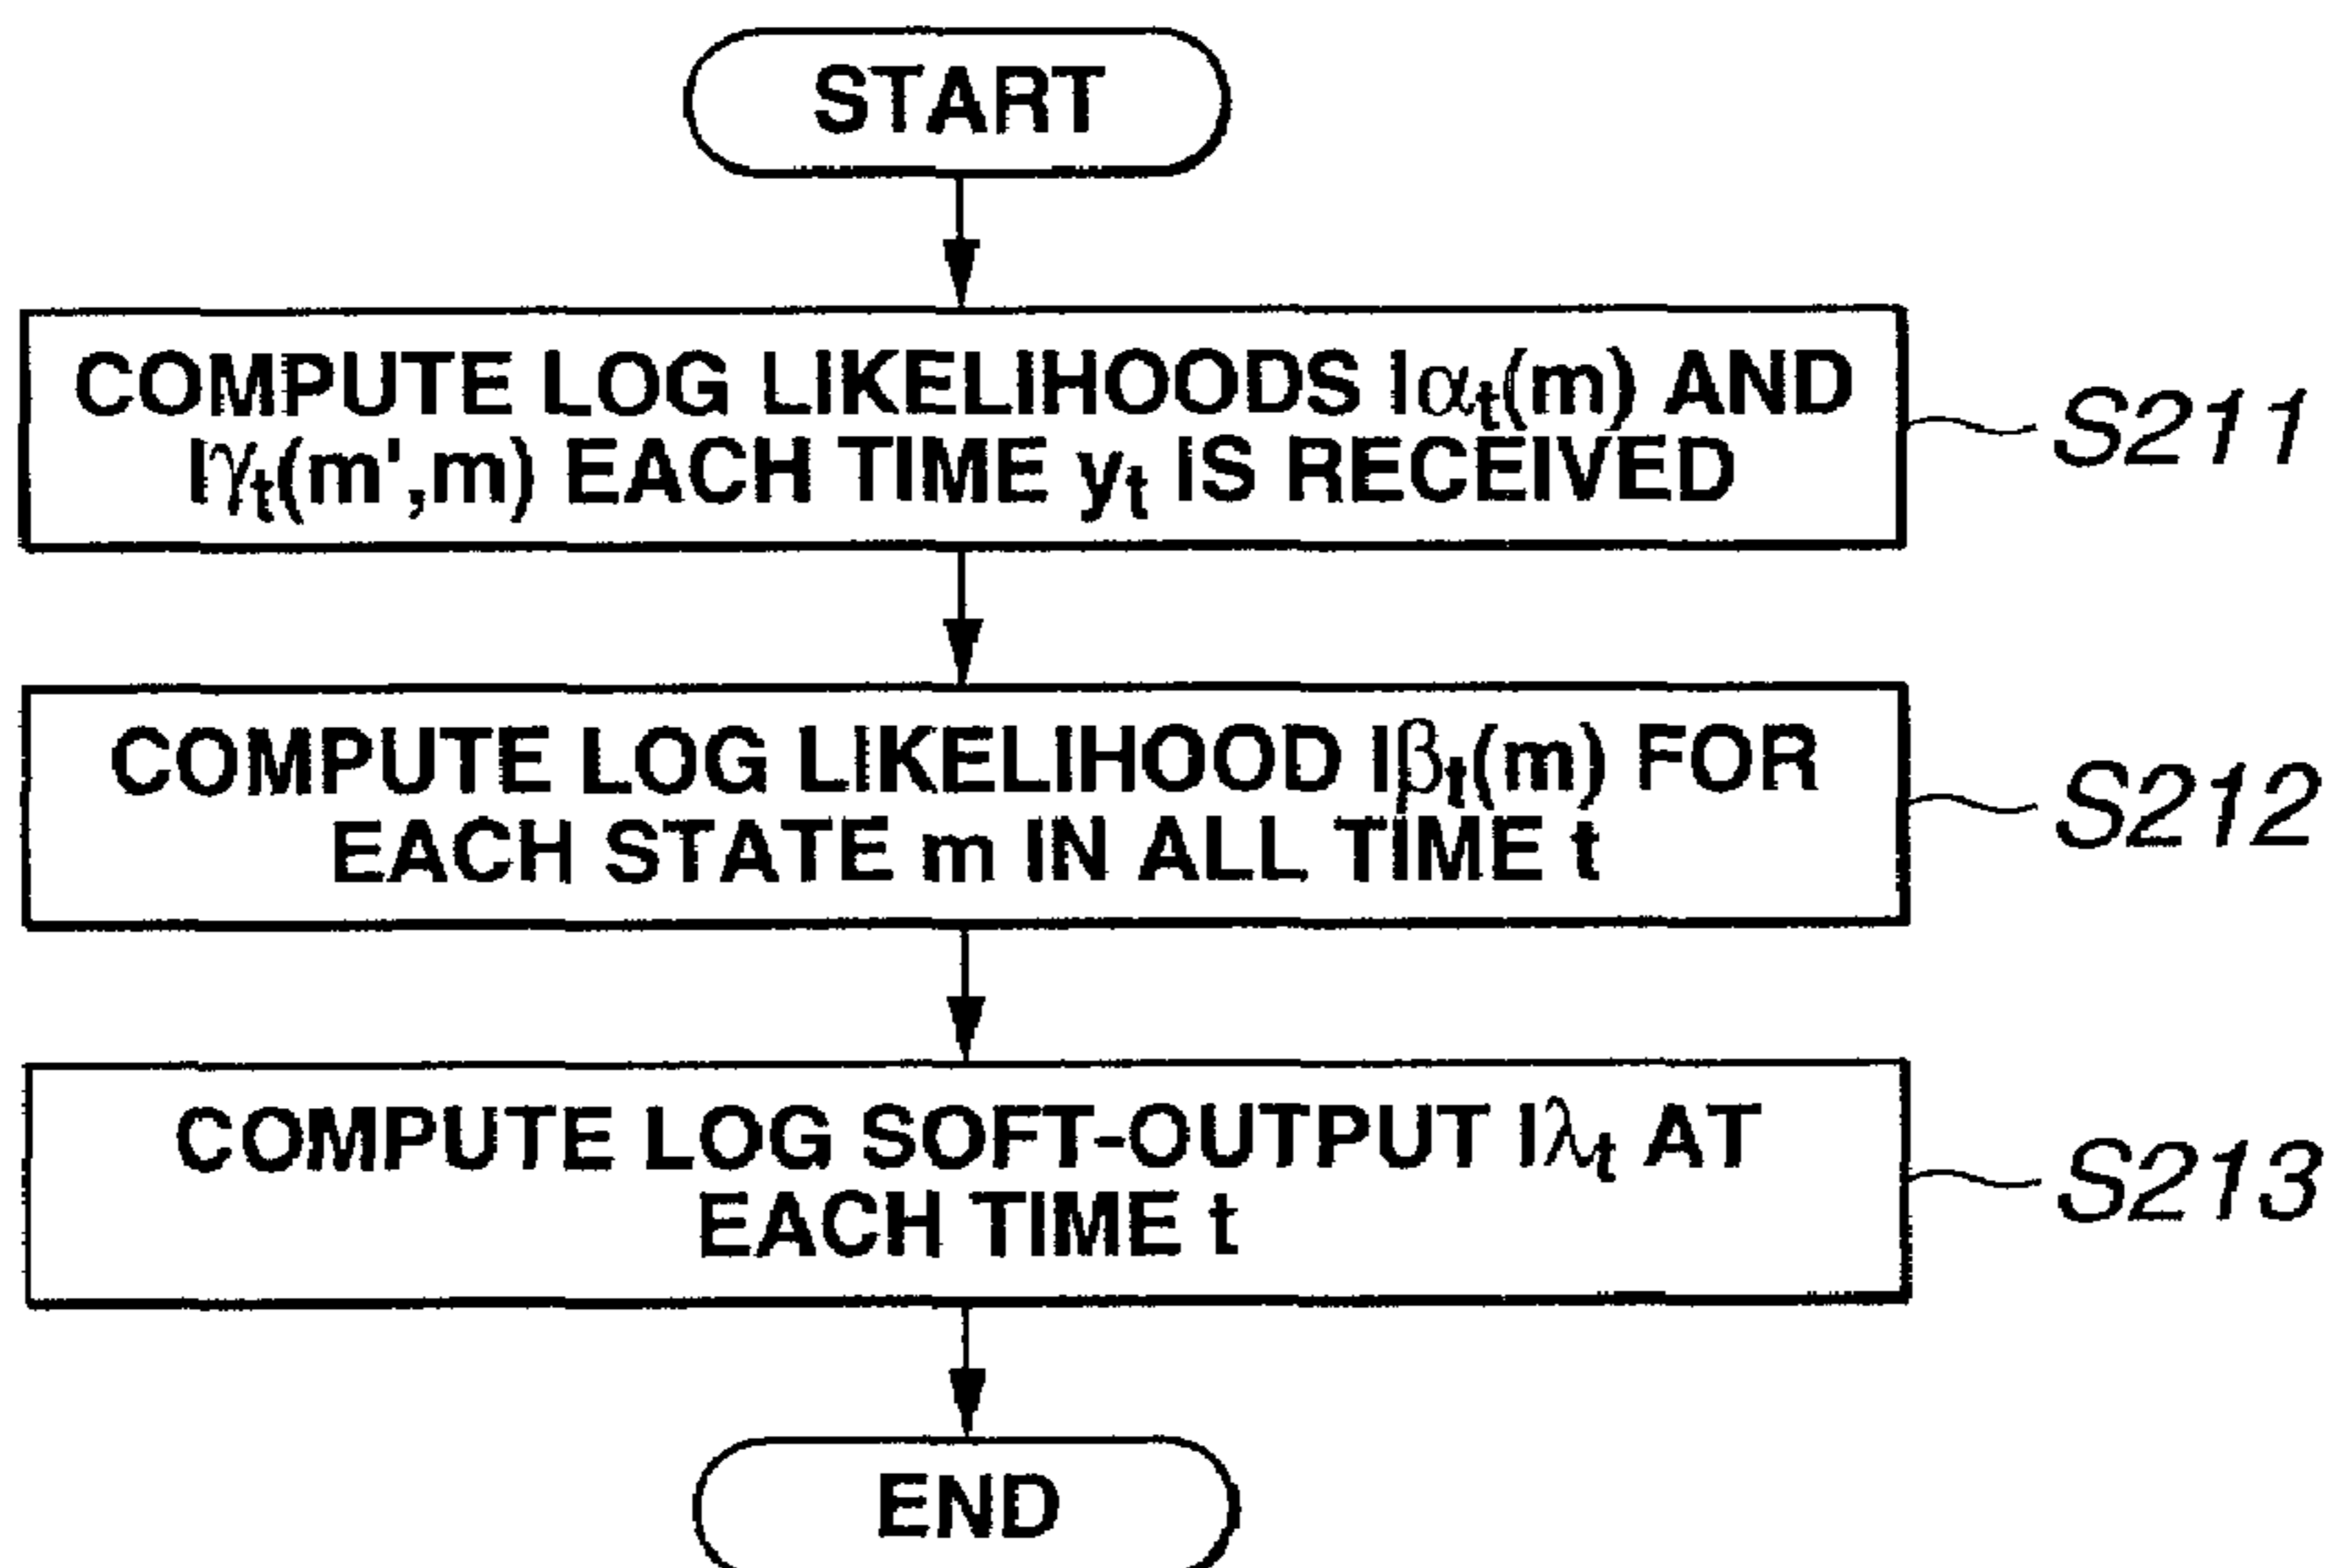 START
COMPUTE LOG LIKELIHOODS Iαt(m) AND
Iγt(m',m) EACH TIME yt IS RECEIVED
S211
COMPUTE LOG LIKELIHOOD Iβt(m) FOR
EACH STATE m IN ALL TIME t
S212
COMPUTE LOG SOFT-OUTPUT Iλt AT
EACH TIME t
S213
END